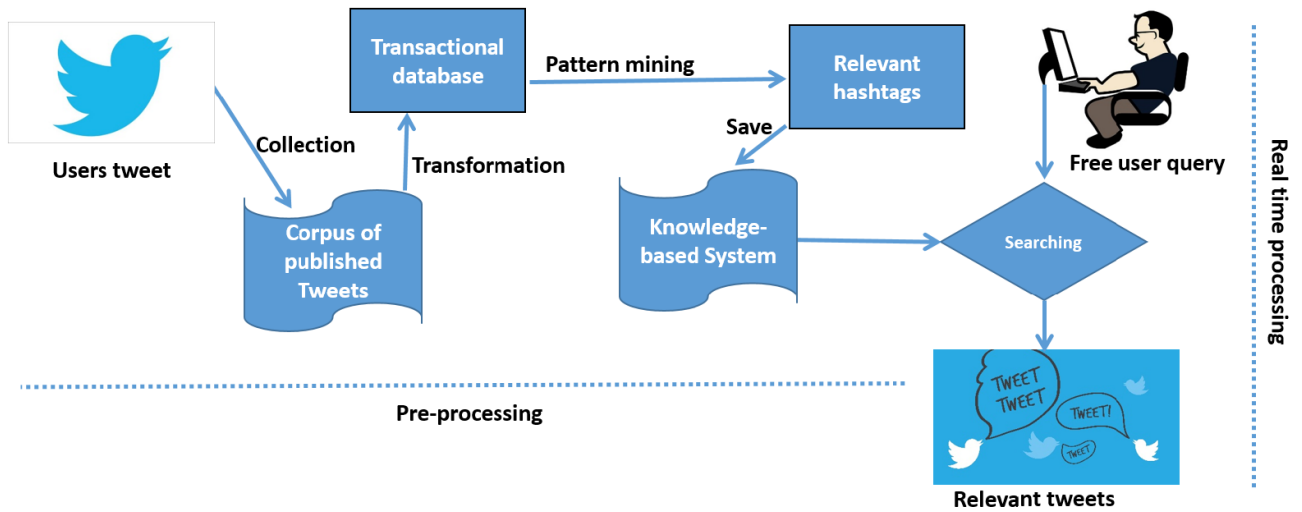 Users tweet
Collection
Corpus of
published
Tweets
Transformation
Transactional
database
Pattern mining
Relevant
hashtags
Save
Knowledge-
based System
Free user query
Searching
TWEET
TWEET
TWEET!
TWEET
Relevant tweets
Pre-processing
Real time processing